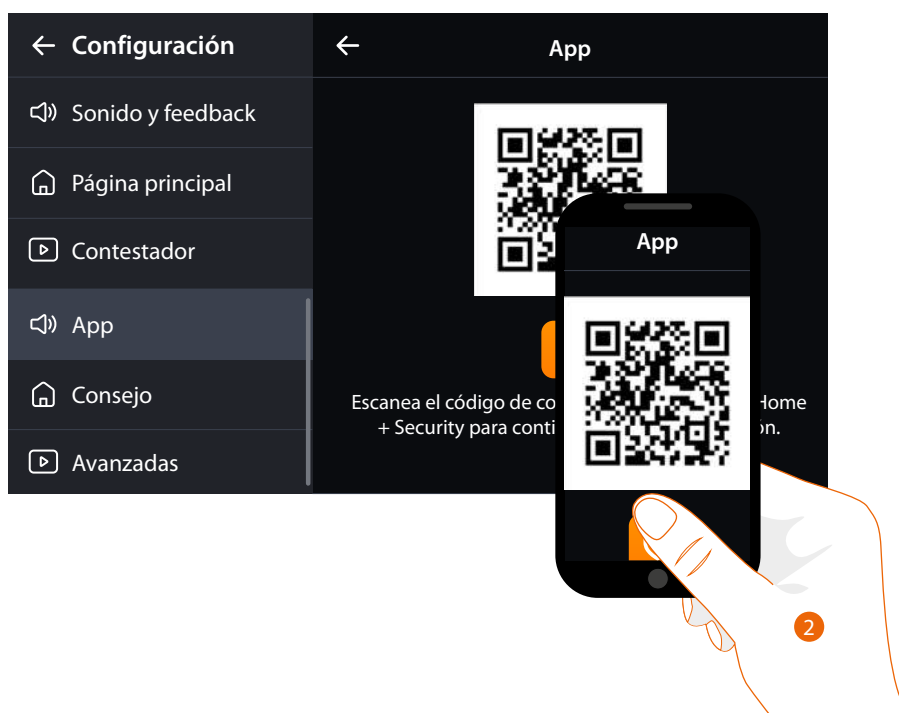 Configuración
Sonido y feedback
Página principal
Contestador
App
Consejo
Avanzadas
App
Escanea el código de co Home
+ Security para conti ón.
App
2